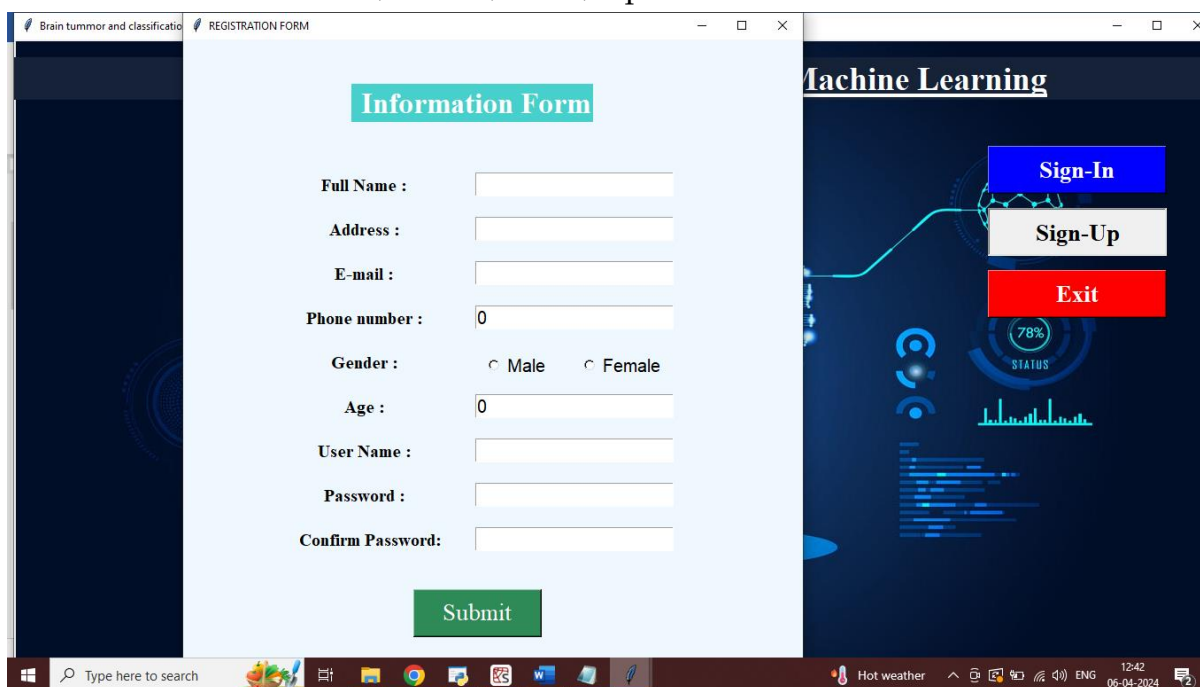 Brain tummor and classificatio
REGISTRATION FORM
Machine Learning
Information Form
Full Name :
Address :
E-mail :
Phone number :
0
Gender :
Male
Female
Age :
0
User Name :
Password :
Confirm Password:
Submit
Sign-In
Sign-Up
Exit
78%
STATUS
Type here to search
Hot weather
ENG
12:42
06-04-2024
2